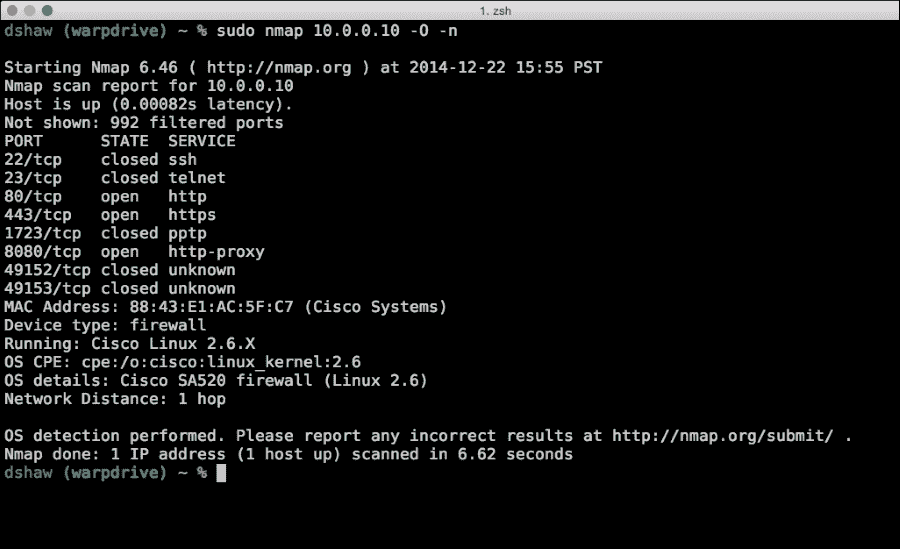 1. zsh
dshaw (warpdrive) ~ % sudo nmap 10.0.0.10 -O -n
Starting Nmap 6.46 ( http://nmap.org ) at 2014-12-22 15:55 PST
Nmap scan report for 10.0.0.10
Host is up (0.00082s latency).
Not shown: 992 filtered ports
PORT      STATE  SERVICE
22/tcp    closed ssh
23/tcp    closed telnet
80/tcp    open   http
443/tcp   open   https
1723/tcp  closed pptp
8080/tcp  open   http-proxy
49152/tcp closed unknown
49153/tcp closed unknown
MAC Address: 88:43:E1:AC:5F:C7 (Cisco Systems)
Device type: firewall
Running: Cisco Linux 2.6.X
OS CPE: cpe:/o:cisco:linux_kernel:2.6
OS details: Cisco SA520 firewall (Linux 2.6)
Network Distance: 1 hop
OS detection performed. Please report any incorrect results at http://nmap.org/submit/ .
Nmap done: 1 IP address (1 host up) scanned in 6.62 seconds
dshaw (warpdrive) ~ %